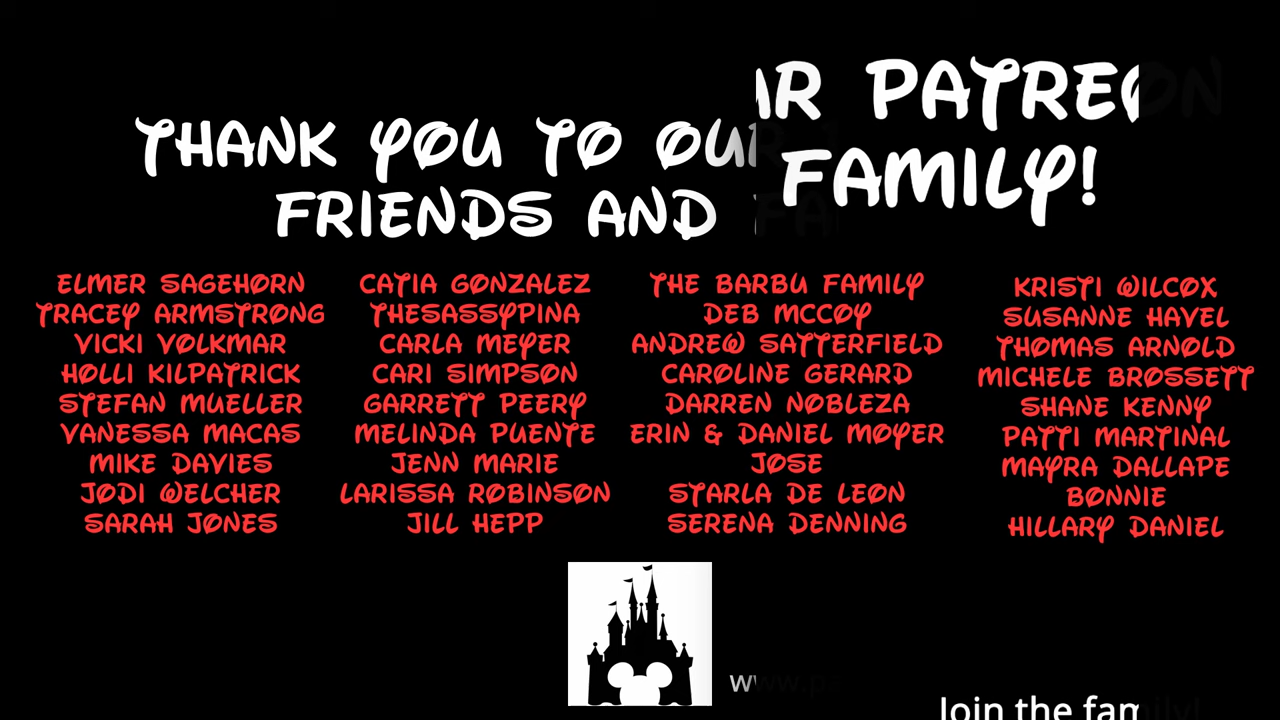 THANK YOU TO OUR PATREON
FRIENDS AND FAMILY!
ELMER SAGEHORN
TRACEY ARMSTRONG
VICKI VOLKMAR
HOLLI KILPATRICK
STEFAN MUELLER
VANESSA MACAS
MIKE DAVIES
JODI WELCHER
SARAH JONES
CATIA GONZALEZ
THESASSYPINA
CARLA MEYER
CARI SIMPSON
GARRETT PEERY
MELINDA PUENTE
JENN MARIE
LARISSA ROBINSON
JILL HEPP
THE BARBU FAMILY
DEB MCCOY
ANDREW SATTERFIELD
CAROLINE GERARD
DARREN NOBLEZA
ERIN & DANIEL MOYER
JOSE
STARLA DE LEON
SERENA DENNING
KRISTI WILCOX
SUSANNE HAVEL
THOMAS ARNOLD
MICHELE BROSSETT
SHANE KENNY
PATTI MARTINAL
MAYRA DALLAPE
BONNIE
HILLARY DANIEL
Join the family!